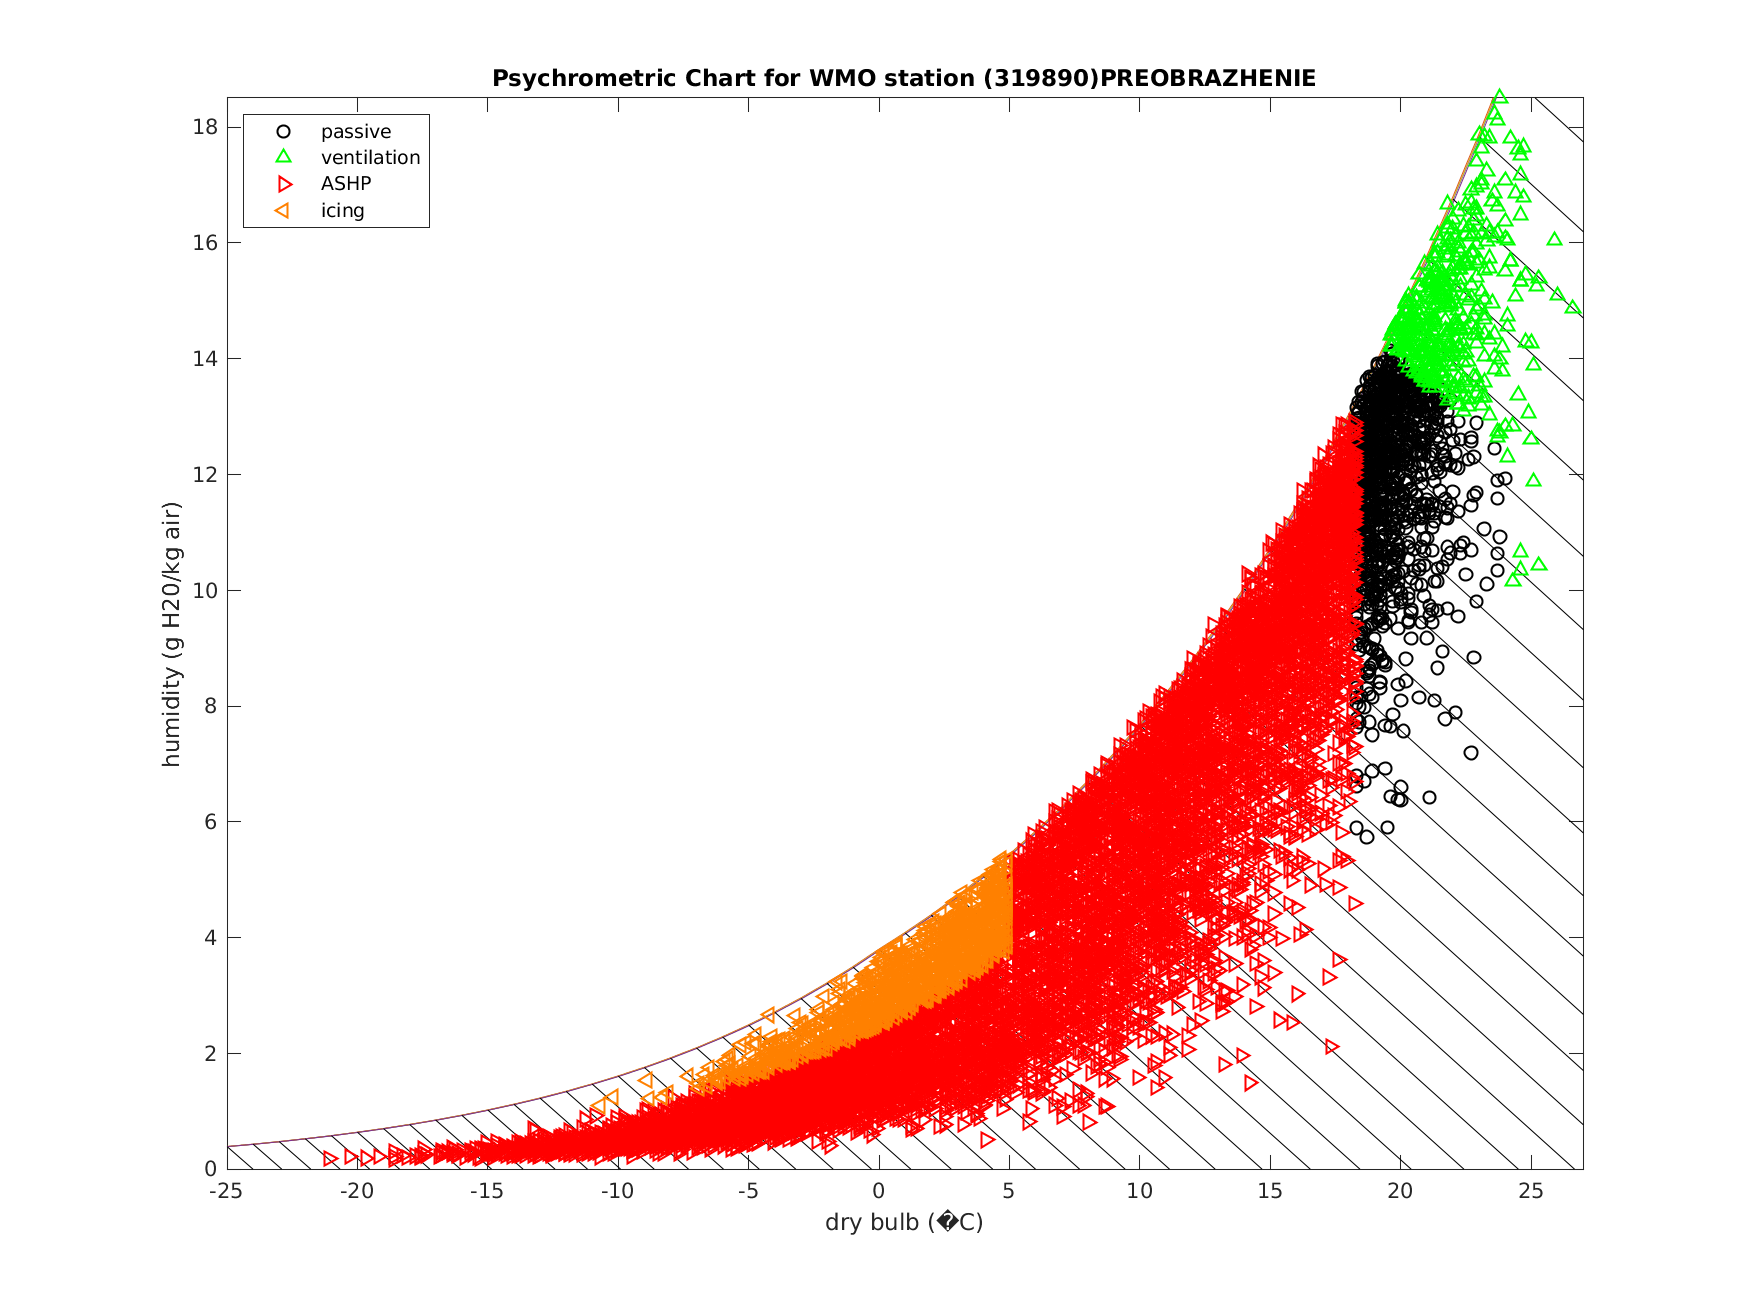 Psychrometric Chart for WMO station (319890)PREOBRAZHENIE
passive
ventilation
ASHP
icing
18
16
14
12
10
8
6
4
2
0
humidity (g H20/kg air)
-25 -20 -15 -10 -5 0 5 10 15 20 25
dry bulb (�C)